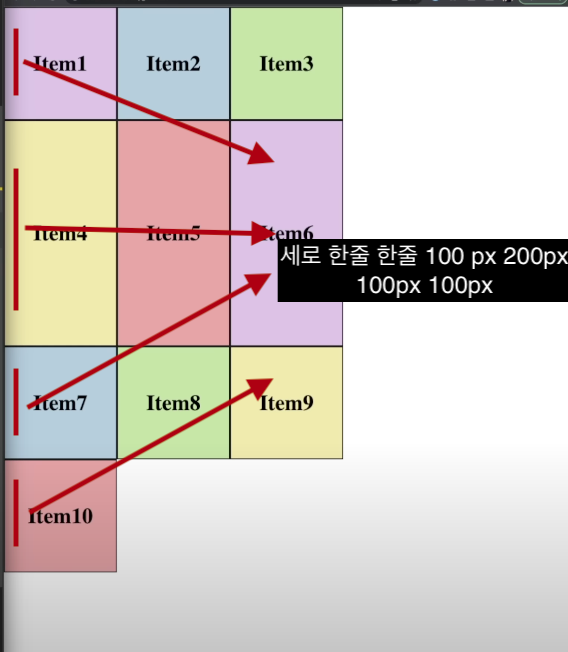 Item1 Item2 Item3
Item4 Item5 Item6
세로 한줄 한줄 100 px 200px
100px 100px
Item7 Item8 Item9
Item10